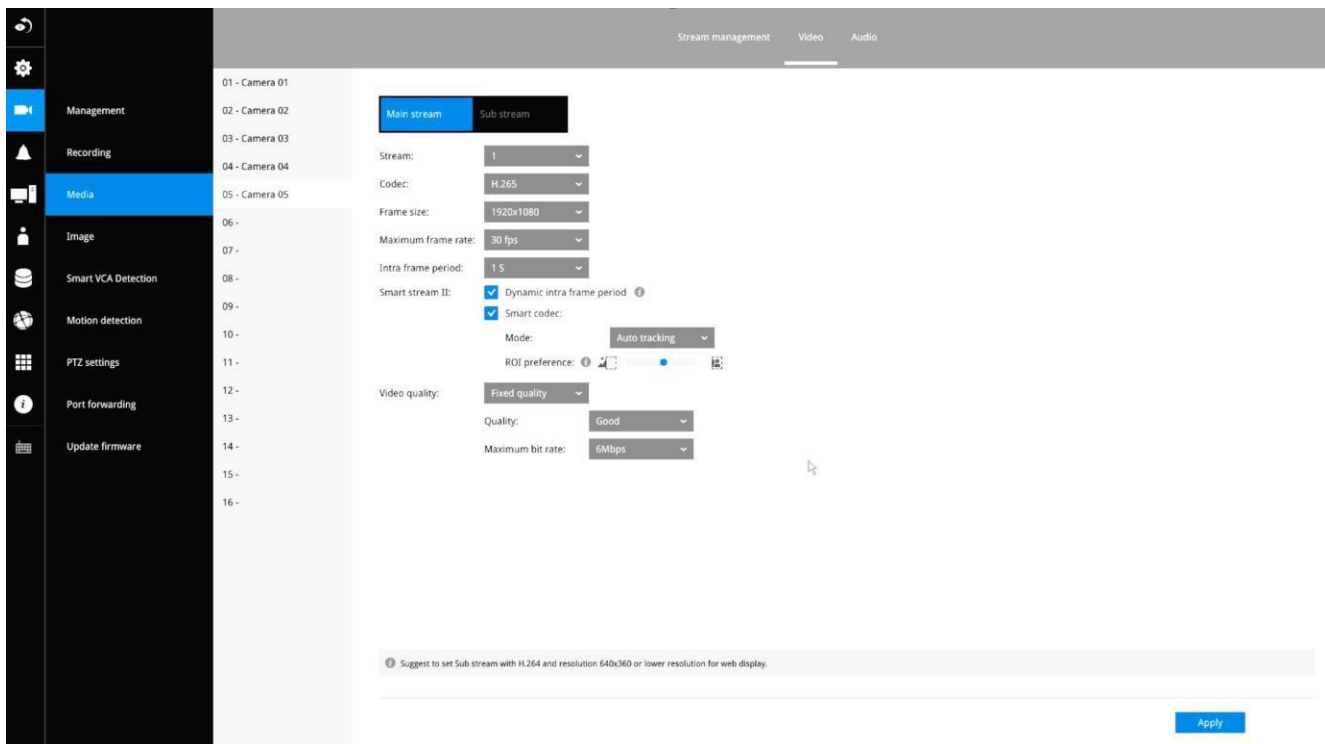 Stream management Video Audio
Management
Recording
Media
Image
Smart VCA Detection
Motion detection
PTZ settings
Port forwarding
Update firmware
01 - Camera 01
02 - Camera 02
03 - Camera 03
04 - Camera 04
05 - Camera 05
06 -
07 -
08 -
09 -
10 -
11 -
12 -
13 -
14 -
15 -
16 -
Main stream Sub stream
Stream: 1
Codec: H.265
Frame size: 1920x1080
Maximum frame rate: 30 fps
Intra frame period: 1 S
Smart stream II: Dynamic intra frame period
Smart codec:
Mode: Auto tracking
ROI preference:
Video quality: Fixed quality
Quality: Good
Maximum bit rate: 6Mbps
Suggest to set Sub stream with H.264 and resolution 640x360 or lower resolution for web display.
Apply